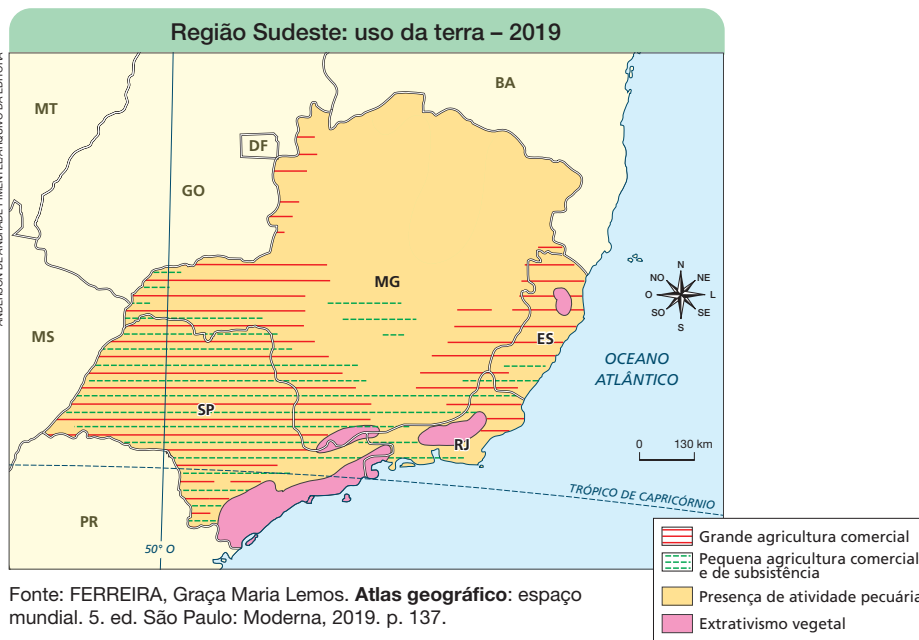 Região Sudeste: uso da terra – 2019
BA
MT
DF
GO
MG
MS
ES
SP
RJ
PR
OCEANO
ATLÂNTICO
N
NO
NE
O
L
SO
SE
S
0 130 km
TRÓPICO DE CAPRICÓRNIO
50° O
Grande agricultura comercial
Pequena agricultura comercial
e de subsistência
Presença de atividade pecuária
Extrativismo vegetal
Fonte: FERREIRA, Graça Maria Lemos. Atlas geográfico: espaço
mundial. 5. ed. São Paulo: Moderna, 2019. p. 137.